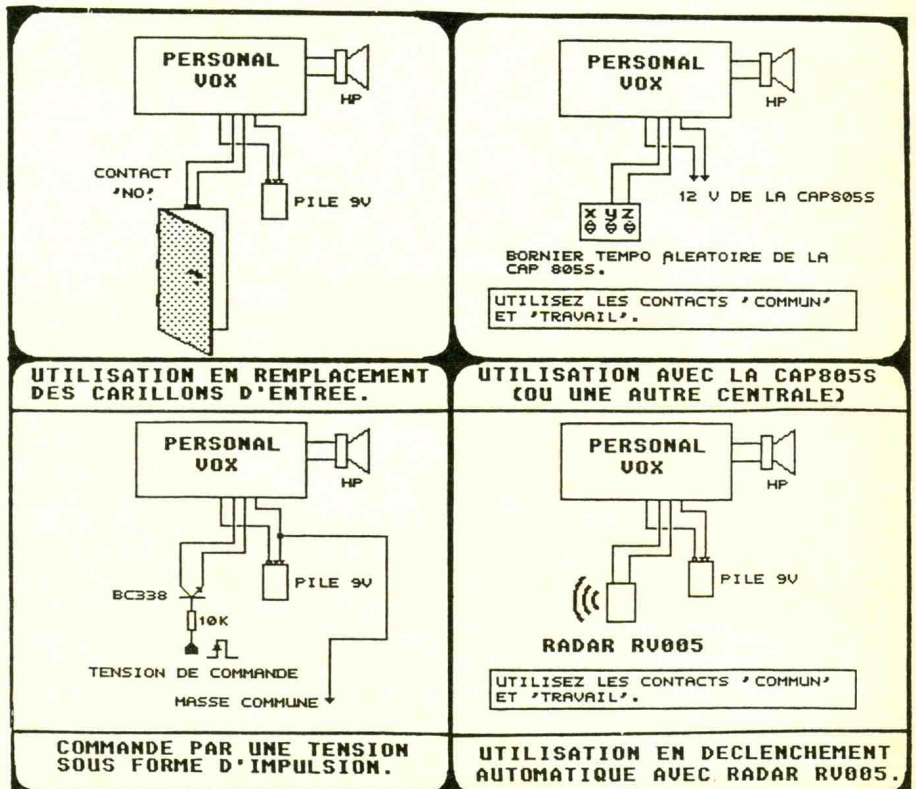 PERSONAL
VOX
HP
CONTACT
"NO"
PILE 9V
UTILISATION EN REMPLACEMENT
DES CARILLONS D'ENTREE.
PERSONAL
VOX
HP
12 V DE LA CAP805S
X Y Z
BORNIER TEMPO ALEATOIRE DE LA
CAP 805S.
UTILISEZ LES CONTACTS "COMMUN"
ET "TRAVAIL".
UTILISATION AVEC LA CAP805S
(OU UNE AUTRE CENTRALE)
PERSONAL
VOX
HP
PILE 9V
BC338
10K
TENSION DE COMMANDE
MASSE COMMUNE
COMMANDE PAR UNE TENSION
SOUS FORME D'IMPULSION.
PERSONAL
VOX
HP
PILE 9V
RADAR RV005
UTILISEZ LES CONTACTS "COMMUN"
ET "TRAVAIL".
UTILISATION EN DECLENCHEMENT
AUTOMATIQUE AVEC RADAR RV005.